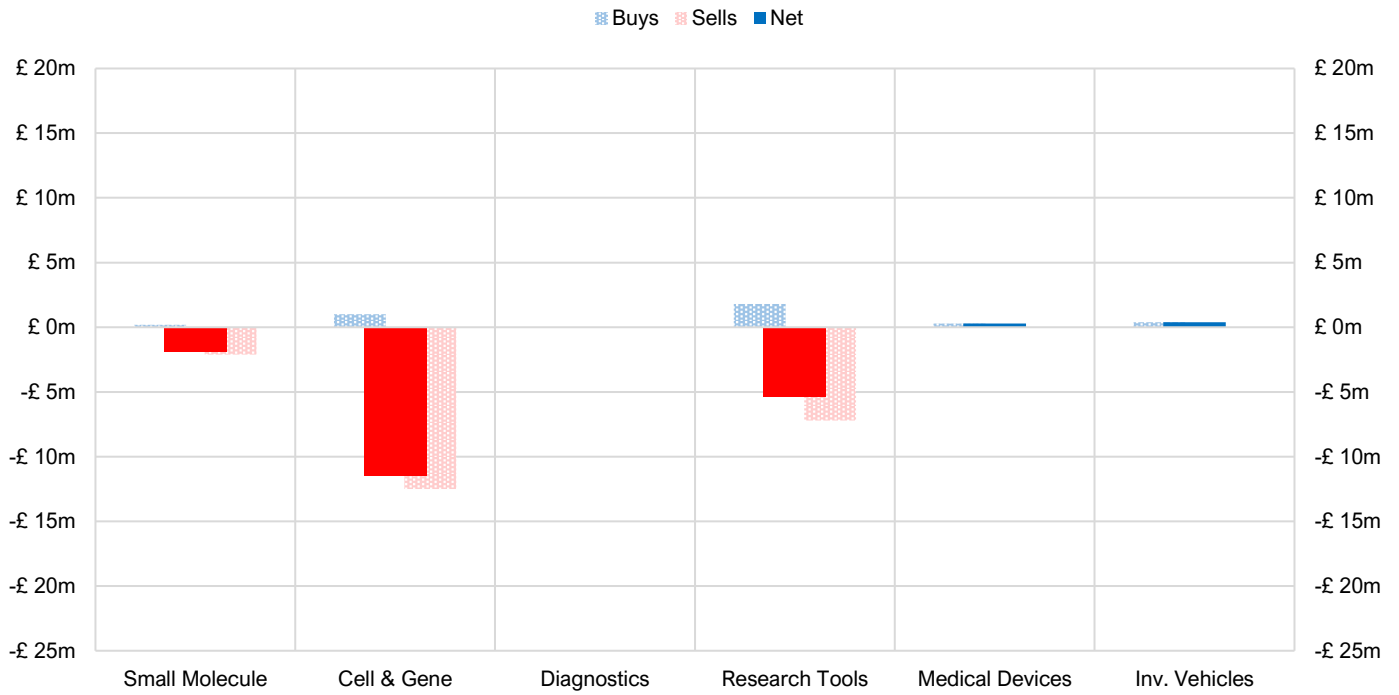 Buys Sells Net
£ 20m £ 20m
£ 15m £ 15m
£ 10m £ 10m
£ 5m £ 5m
£ 0m £ 0m
-£ 5m -£ 5m
-£ 10m -£ 10m
-£ 15m -£ 15m
-£ 20m -£ 20m
-£ 25m -£ 25m
Small Molecule Cell & Gene Diagnostics Research Tools Medical Devices Inv. Vehicles